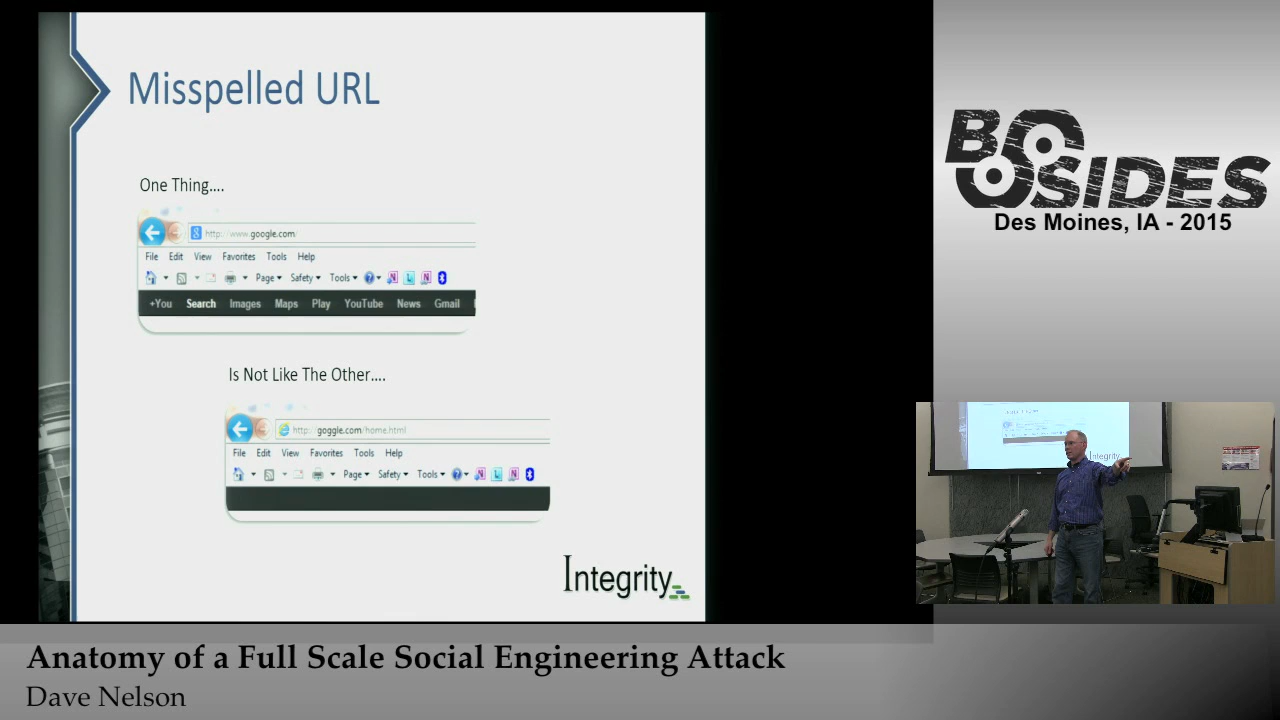 Misspelled URL
One Thing....
http://www.google.com/
File Edit View Favorites Tools Help
Page Safety Tools
+You Search Images Maps Play YouTube News Gmail
Is Not Like The Other....
http://goggle.com/home.html
File Edit View Favorites Tools Help
Page Safety Tools
Integrity
BSIDES
Des Moines, IA - 2015
Integrity
Anatomy of a Full Scale Social Engineering Attack
Dave Nelson